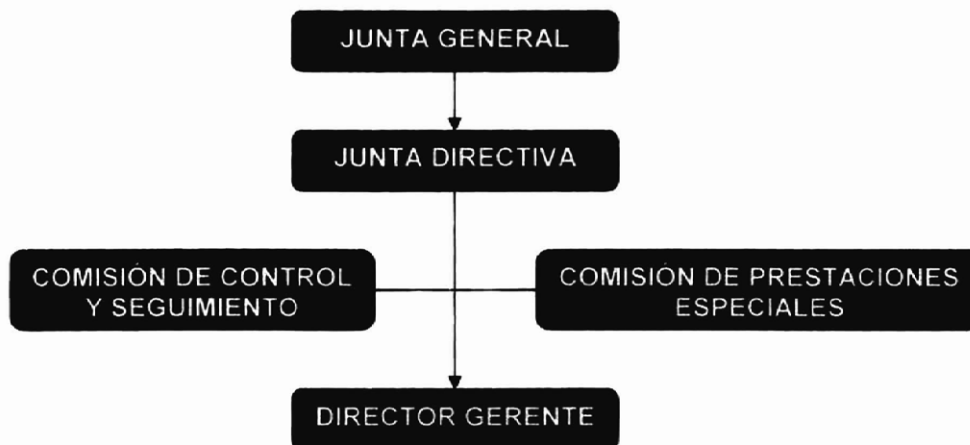 JUNTA GENERAL
JUNTA DIRECTIVA
COMISIÓN DE CONTROL
Y SEGUIMIENTO
COMISIÓN DE PRESTACIONES
ESPECIALES
DIRECTOR GERENTE